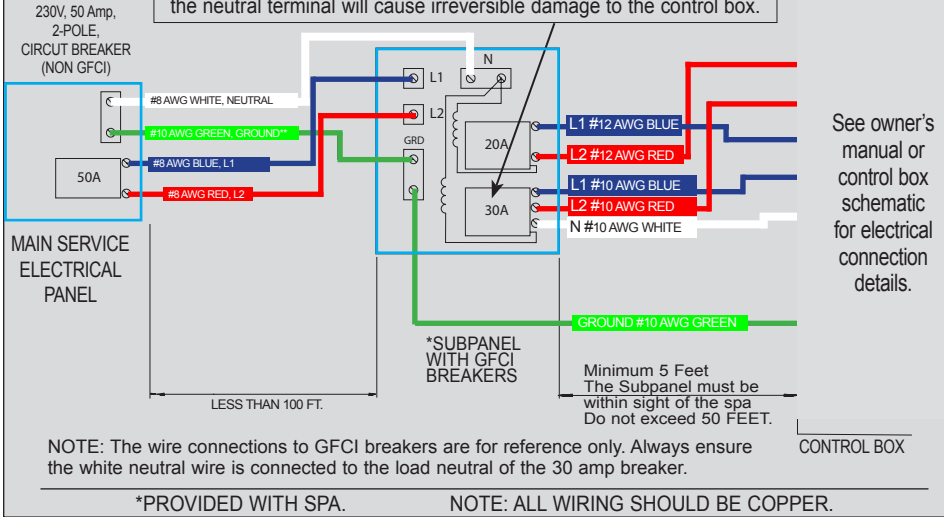 the neutral terminal will cause irreversible damage to the control box.
230V, 50 Amp,
2-POLE,
CIRCUT BREAKER
(NON GFCI)
N
L1
L2
GRD
#8 AWG WHITE, NEUTRAL
#10 AWG GREEN, GROUND**
#8 AWG BLUE, L1
#8 AWG RED, L2
50A
20A
30A
L1 #12 AWG BLUE
L2 #12 AWG RED
L1 #10 AWG BLUE
L2 #10 AWG RED
N #10 AWG WHITE
GROUND #10 AWG GREEN
See owner's
manual or
control box
schematic
for electrical
connection
details.
MAIN SERVICE
ELECTRICAL
PANEL
*SUBPANEL
WITH GFCI
BREAKERS
LESS THAN 100 FT.
Minimum 5 Feet
The Subpanel must be
within sight of the spa
Do not exceed 50 FEET.
CONTROL BOX
NOTE: The wire connections to GFCI breakers are for reference only. Always ensure
the white neutral wire is connected to the load neutral of the 30 amp breaker.
*PROVIDED WITH SPA. NOTE: ALL WIRING SHOULD BE COPPER.